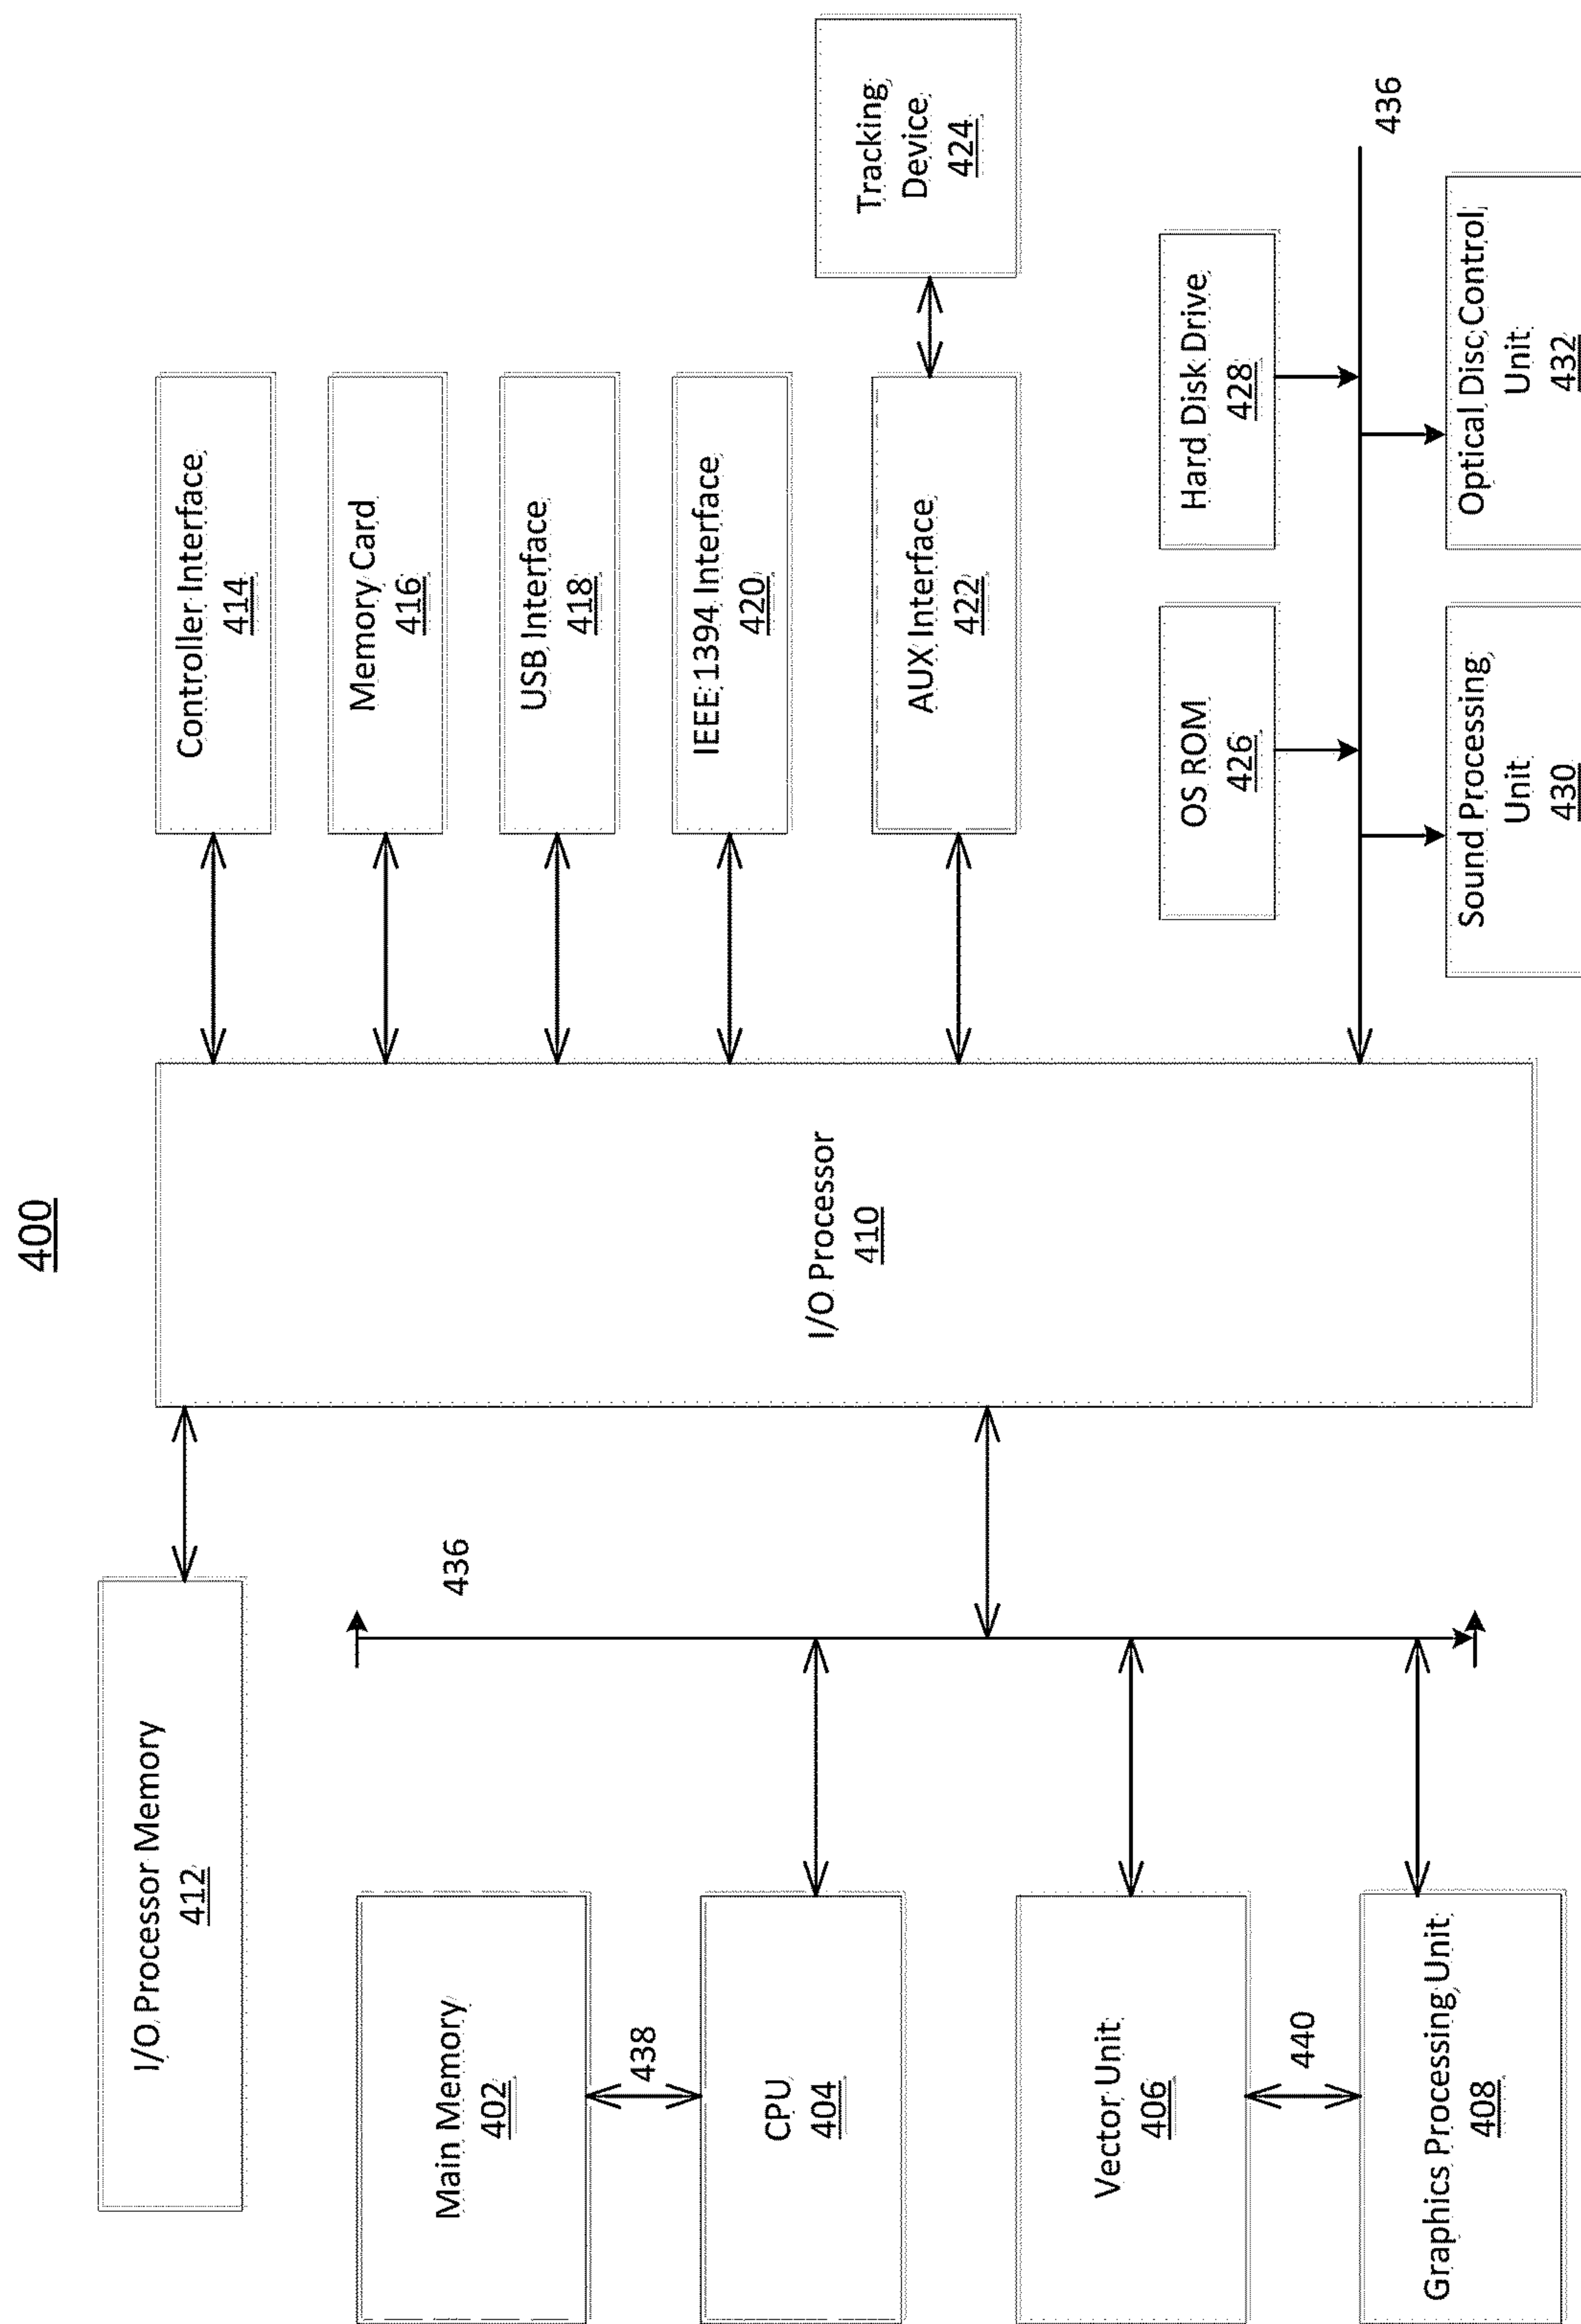 400
I/O Processor Memory
412
Main Memory
402
438
CPU
404
Vector Unit
406
440
Graphics Processing Unit
408
436
I/O Processor
410
Controller Interface
414
Memory Card
416
USB Interface
418
IEEE 1394 Interface
420
AUX Interface
422
Tracking
Device
424
OS ROM
426
Hard Disk Drive
428
436
Sound Processing
Unit
430
Optical Disc Control
Unit
432